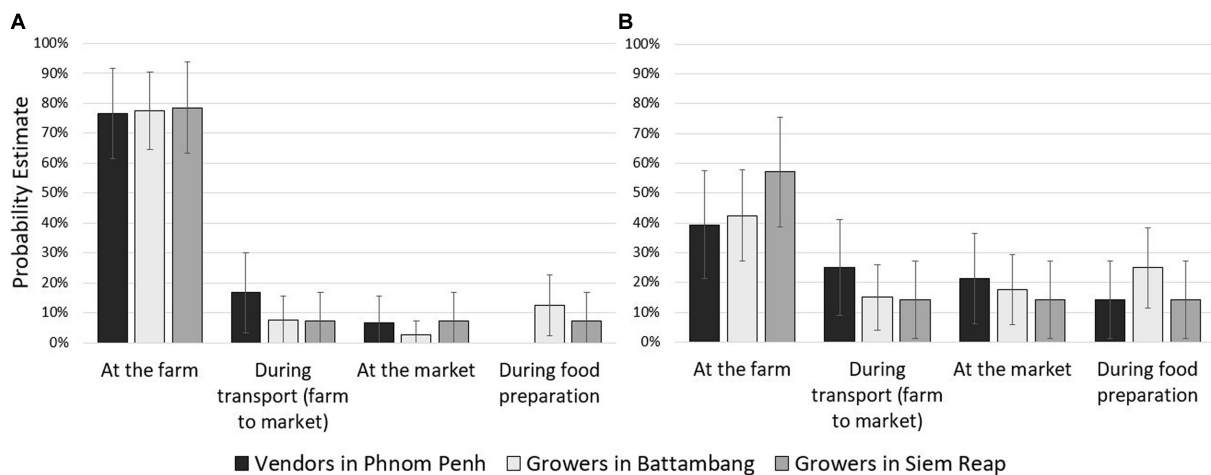 A
B
Probability Estimate
100%
90%
80%
70%
60%
50%
40%
30%
20%
10%
0%
At the farm
During
transport (farm
to market)
At the market
During food
preparation
100%
90%
80%
70%
60%
50%
40%
30%
20%
10%
0%
At the farm
During
transport (farm
to market)
At the market
During food
preparation
Vendors in Phnom Penh
Growers in Battambang
Growers in Siem Reap